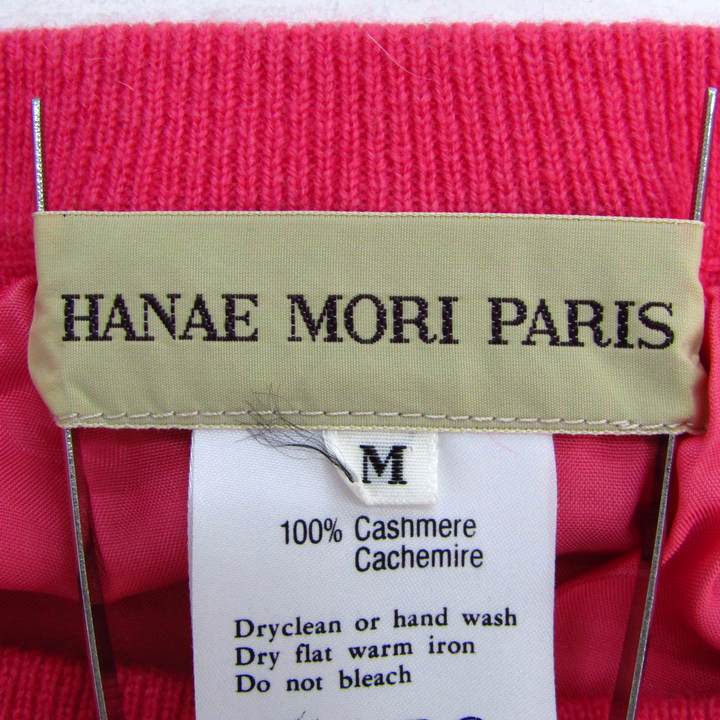 HANAE MORI PARIS
M
100% Cashmere
Cachemire
Dryclean or hand wash
Dry flat warm iron
Do not bleach